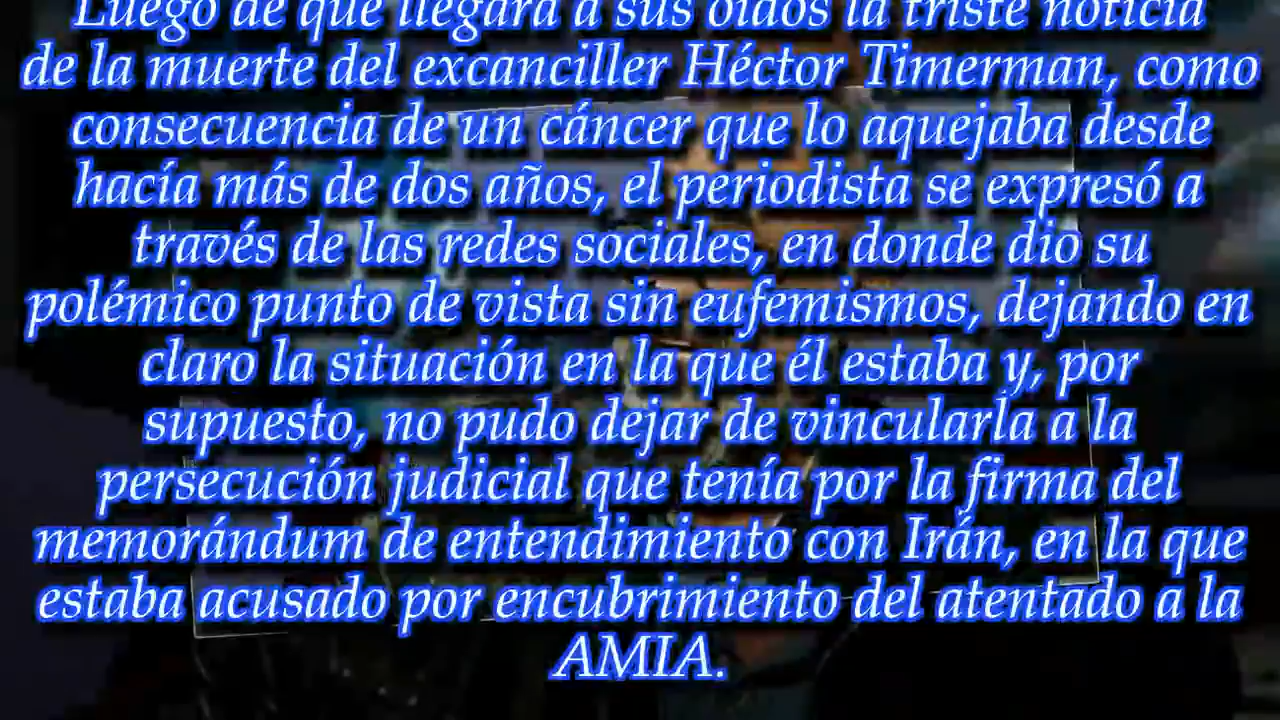 Luego de que llegara a sus oídos la triste noticia
de la muerte del excanciller Héctor Timerman, como
consecuencia de un cáncer que lo aquejaba desde
hacía más de dos años, el periodista se expresó a
través de las redes sociales, en donde dio su
polémico punto de vista sin eufemismos, dejando en
claro la situación en la que él estaba y, por
supuesto, no pudo dejar de vincularla a la
persecución judicial que tenía por la firma del
memorándum de entendimiento con Irán, en la que
estaba acusado por encubrimiento del atentado a la
AMIA.